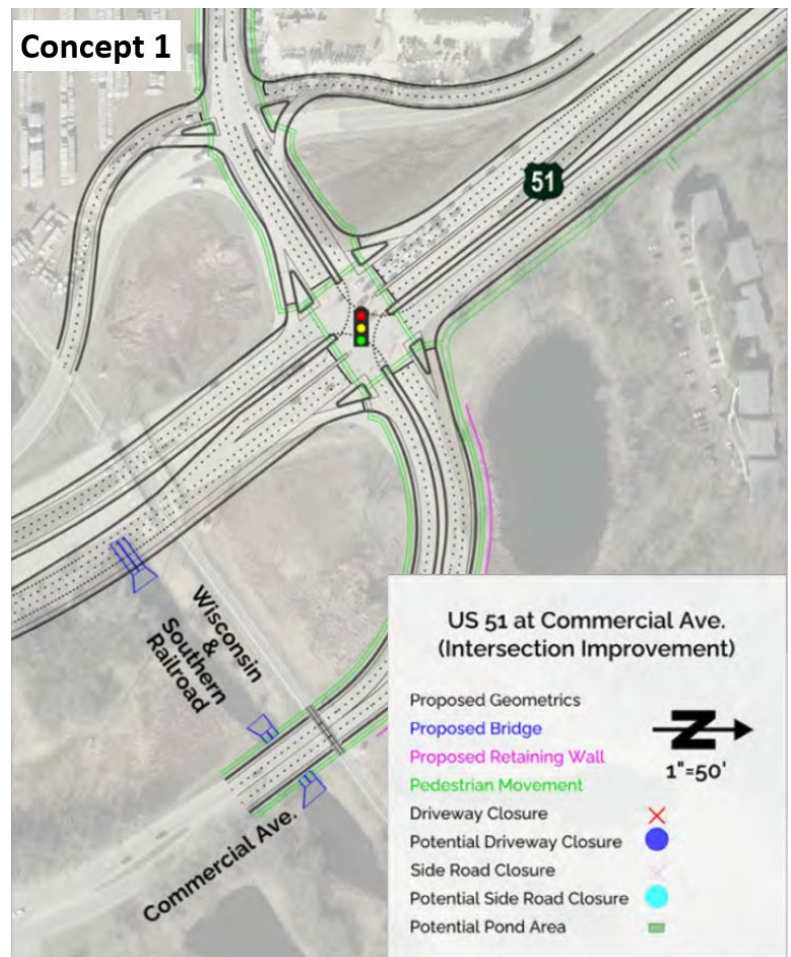 Concept 1
51
Wisconsin
&
Southern
Railroad
Commercial Ave.
US 51 at Commercial Ave.
(Intersection Improvement)
Proposed Geometrics
Proposed Bridge
Proposed Retaining Wall
Pedestrian Movement
Driveway Closure
Potential Driveway Closure
Side Road Closure
Potential Side Road Closure
Potential Pond Area
N
1"=50'